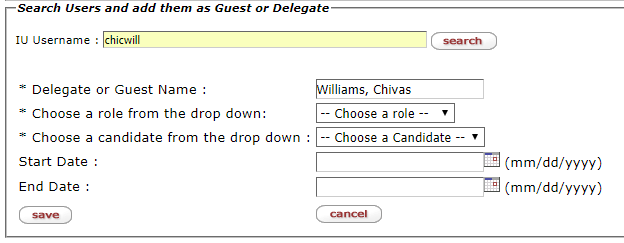 Search Users and add them as Guest or Delegate
IU Username : chicwill search
* Delegate or Guest Name : Williams, Chivas
* Choose a role from the drop down: -- Choose a role --
* Choose a candidate from the drop down : -- Choose a Candidate --
Start Date : (mm/dd/yyyy)
End Date : (mm/dd/yyyy)
save cancel